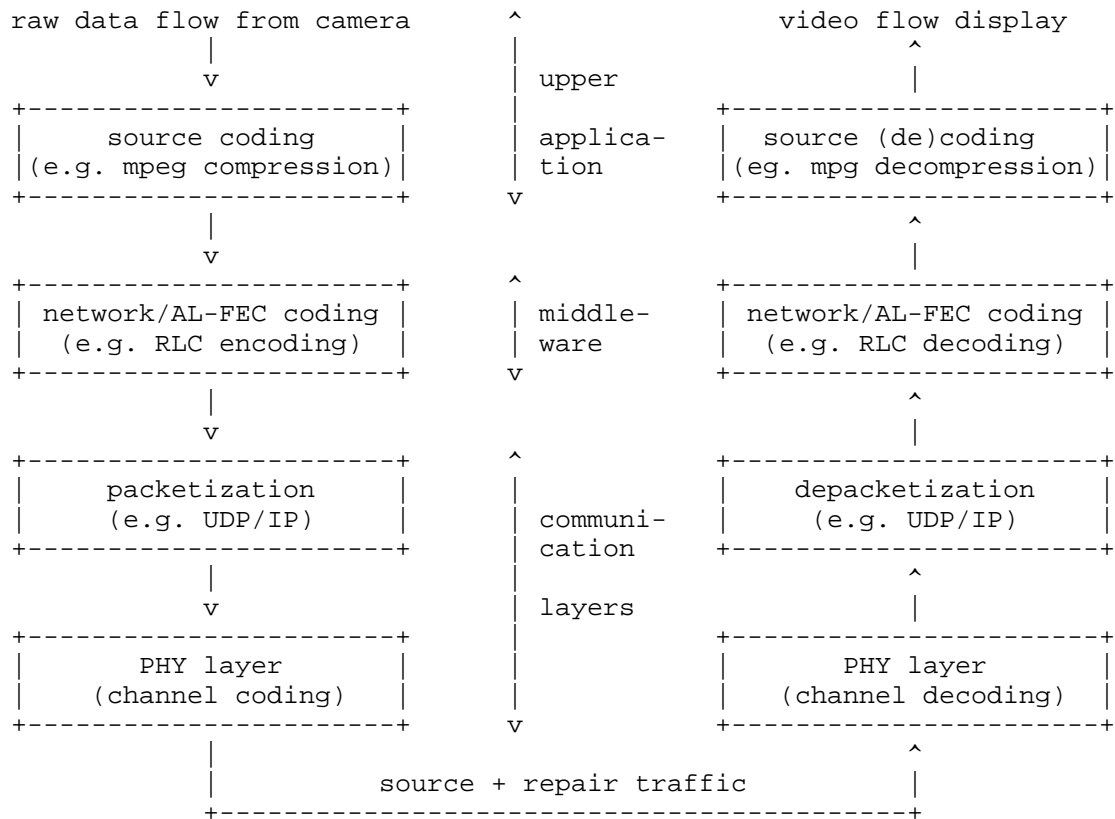 raw data flow from camera ^ video flow display
| | ^
v | upper |
+-----------------------+ | +-----------------------+
| source coding | | applica- | source (de)coding |
|(e.g. mpeg compression)| | tion |(eg. mpg decompression)|
+-----------------------+ v +-----------------------+
| ^
v |
+-----------------------+ ^ +-----------------------+
| network/AL-FEC coding | | middle- | network/AL-FEC coding |
| (e.g. RLC encoding) | | ware | (e.g. RLC decoding) |
+-----------------------+ v +-----------------------+
| ^
v |
+-----------------------+ ^ +-----------------------+
| packetization | | | depacketization |
| (e.g. UDP/IP) | | communi- | (e.g. UDP/IP) |
+-----------------------+ | cation +-----------------------+
| | ^
v | layers |
+-----------------------+ | +-----------------------+
| PHY layer | | | PHY layer |
| (channel coding) | | | (channel decoding) |
+-----------------------+ v +-----------------------+
| ^
| source + repair traffic |
+-------------------------------------------+